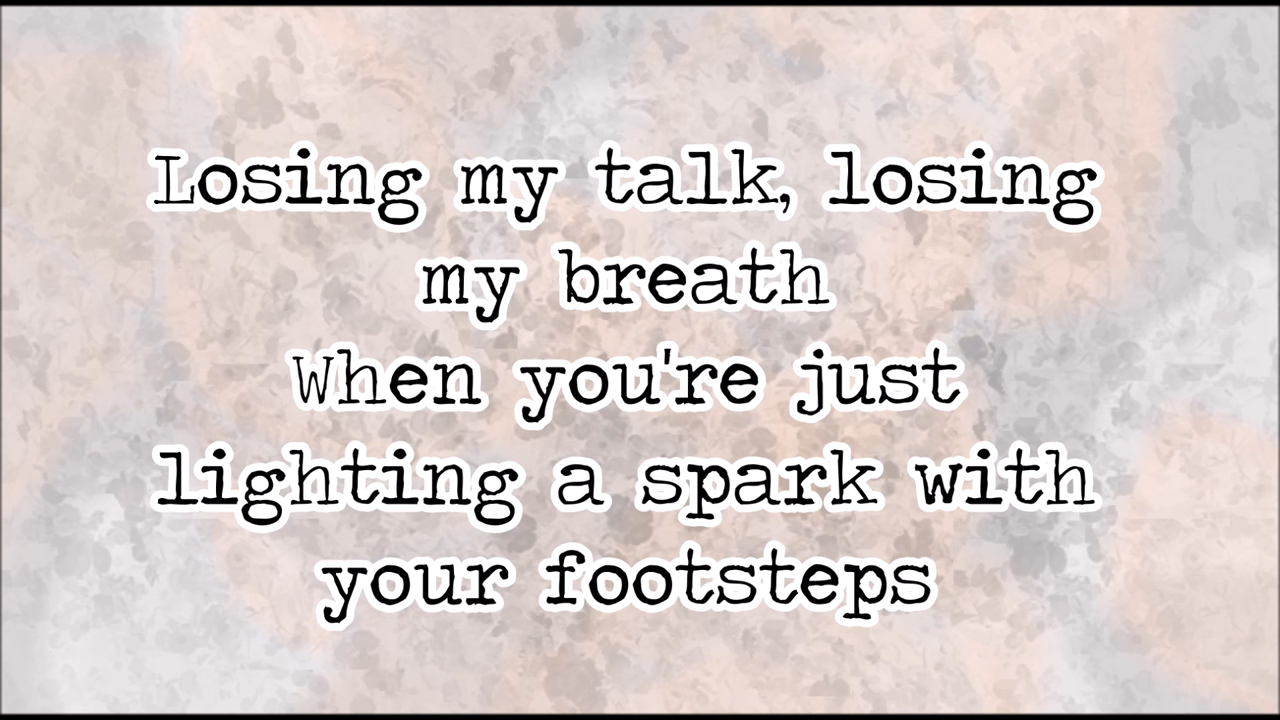 Losing my talk, losing
my breath
When you're just
lighting a spark with
your footsteps